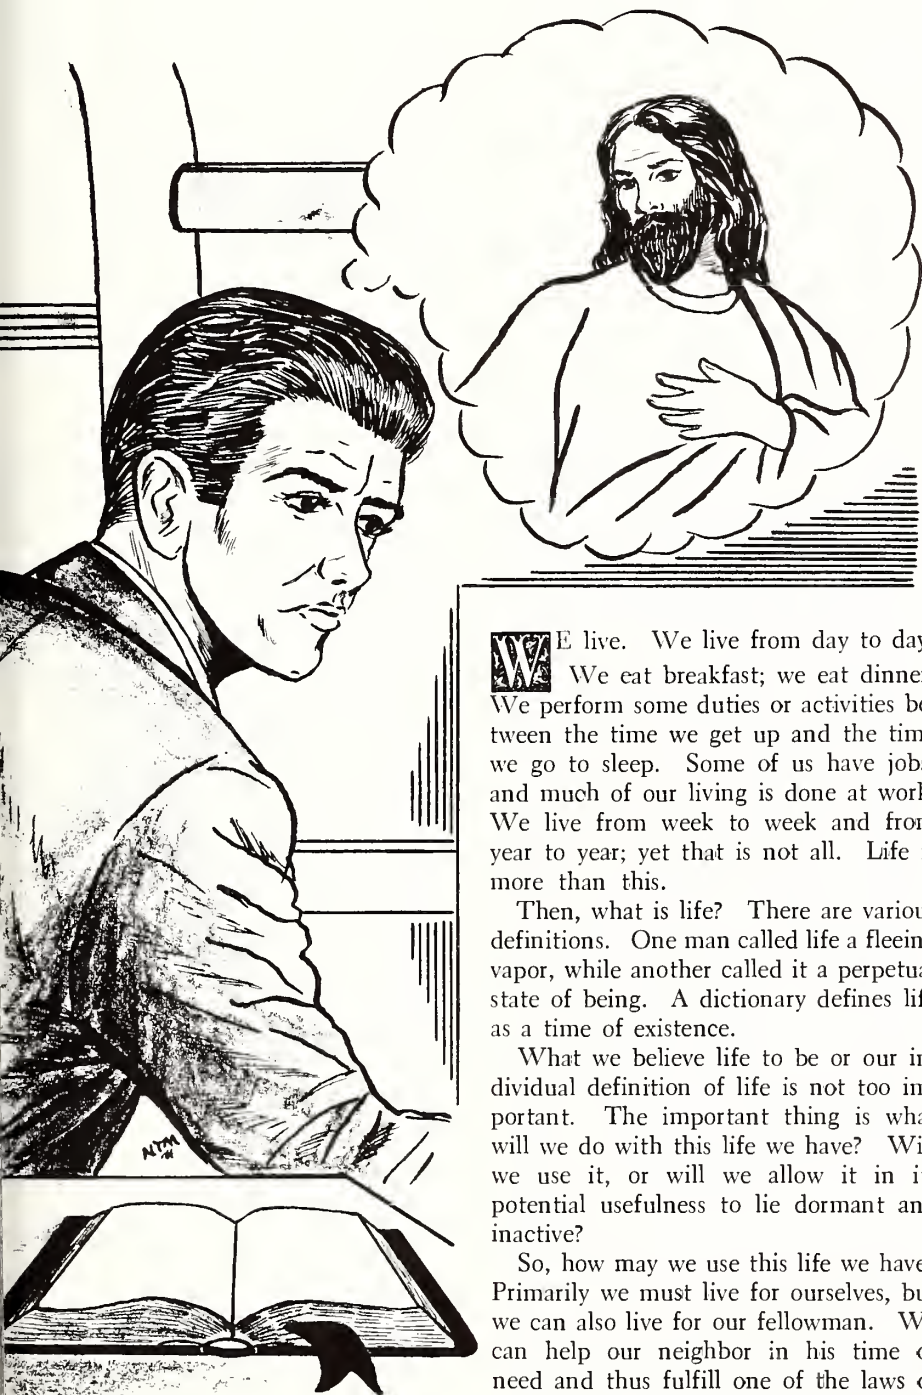 WE live. We live from day to day
We eat breakfast; we eat dinne
We perform some duties or activities be
tween the time we get up and the tim
we go to sleep. Some of us have job
and much of our living is done at work
We live from week to week and from
year to year; yet that is not all. Life
more than this.
Then, what is life? There are variou
definitions. One man called life a fleein
vapor, while another called it a perpetua
state of being. A dictionary defines lif
as a time of existence.
What we believe life to be or our in
dividual definition of life is not too im
portant. The important thing is wha
will we do with this life we have? Wi
we use it, or will we allow it in i
potential usefulness to lie dormant an
inactive?
So, how may we use this life we have
Primarily we must live for ourselves, bu
we can also live for our fellowman. W
can help our neighbor in his time o
need and thus fulfill one of the laws o